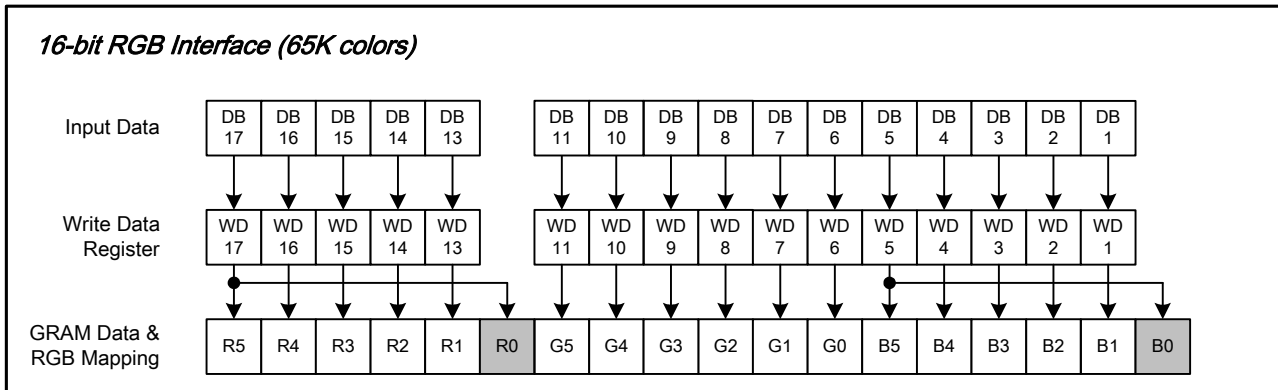 16-bit RGB Interface (65K colors)
Input Data
DB 17 DB 16 DB 15 DB 14 DB 13 DB 11 DB 10 DB 9 DB 8 DB 7 DB 6 DB 5 DB 4 DB 3 DB 2 DB 1
Write Data
Register
WD 17 WD 16 WD 15 WD 14 WD 13 WD 11 WD 10 WD 9 WD 8 WD 7 WD 6 WD 5 WD 4 WD 3 WD 2 WD 1
GRAM Data &
RGB Mapping
R5 R4 R3 R2 R1 R0 G5 G4 G3 G2 G1 G0 B5 B4 B3 B2 B1 B0